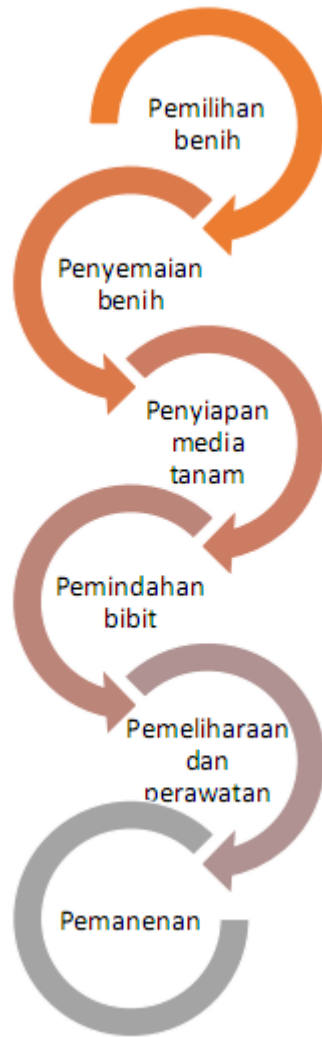 Pemilihan
benih
Penyemaian
benih
Penyiapan
media
tanam
Pemindahan
bibit
Pemeliharaan
dan
perawatan
Pemanenan